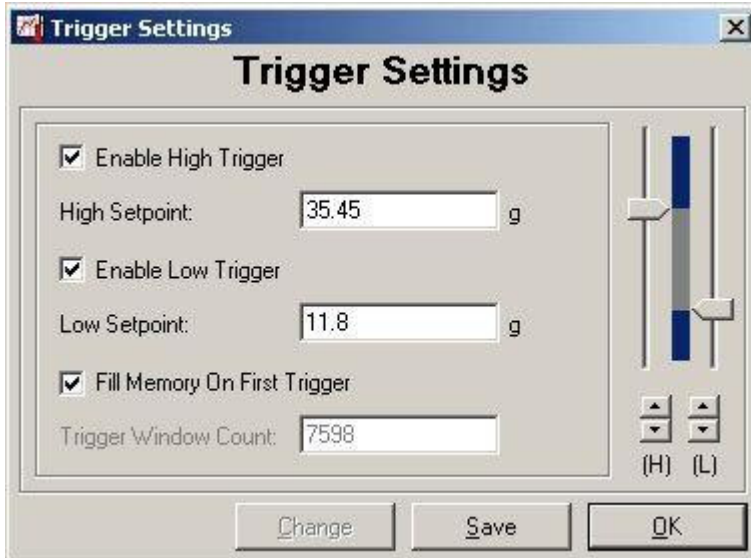 Trigger Settings
Trigger Settings
Enable High Trigger
High Setpoint: 35.45 g
Enable Low Trigger
Low Setpoint: 11.8 g
Fill Memory On First Trigger
Trigger Window Count: 7598
(H) (L)
Change Save OK